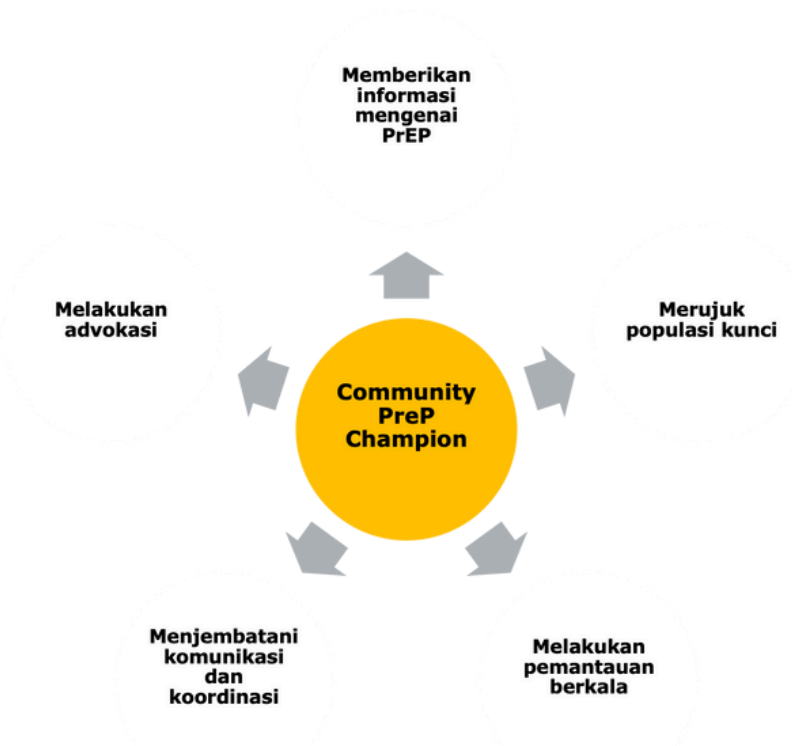 Memberikan
informasi
mengenai
PrEP
Melakukan
advokasi
Merujuk
populasi kunci
Community
PreP
Champion
Menjembatani
komunikasi
dan
koordinasi
Melakukan
pemantauan
berkala